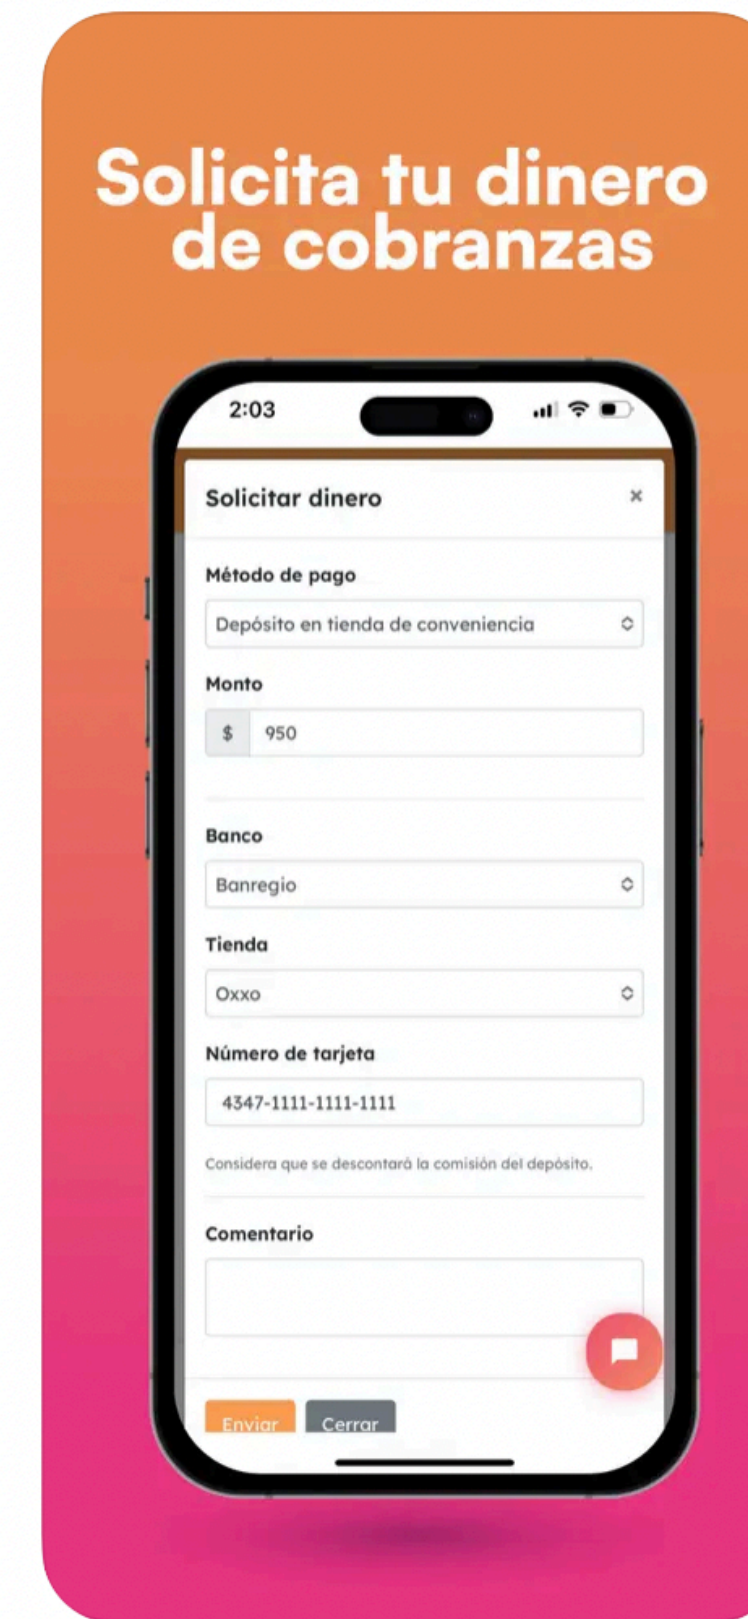 Solicita tu dinero
de cobranzas
2:03
Solicitar dinero ×
Método de pago
Depósito en tienda de conveniencia
Monto
$ 950
Banco
Banregio
Tienda
Oxxo
Número de tarjeta
4347-1111-1111-1111
Considera que se descontará la comisión del depósito.
Comentario
Enviar Cerrar